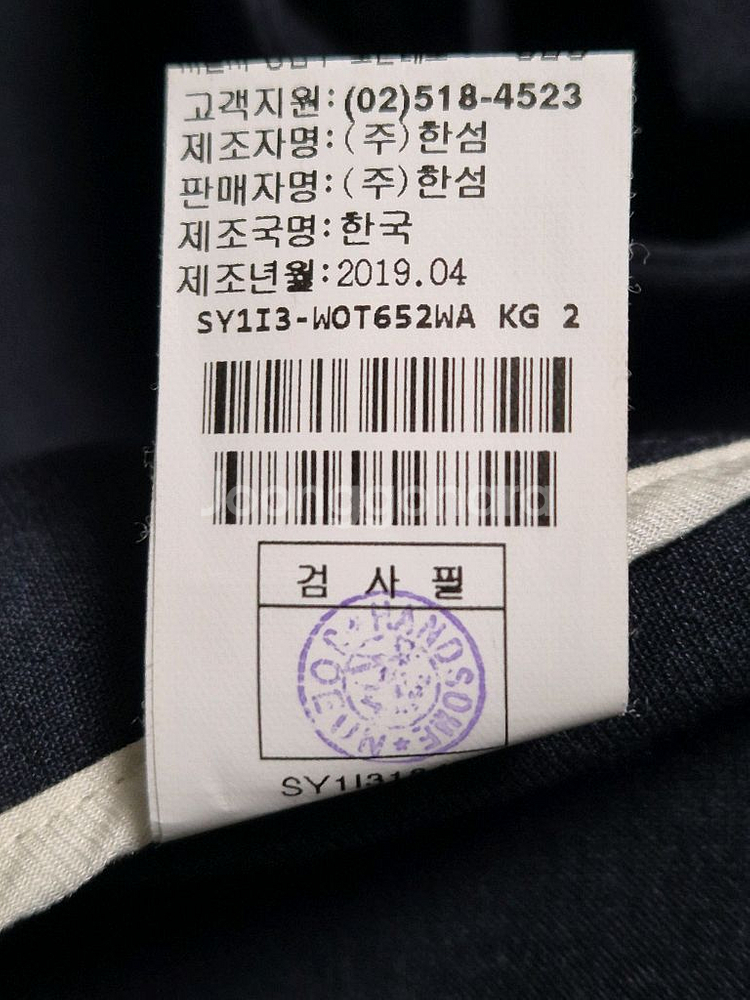 고객지원:(02)518-4523
제조자명:(주)한섬
판매자명:(주)한섬
제조국명:한국
제조년월:2019.04
SY1I3-WOT652WA KG 2
Joonggonara
검 사 필
HANDSOME